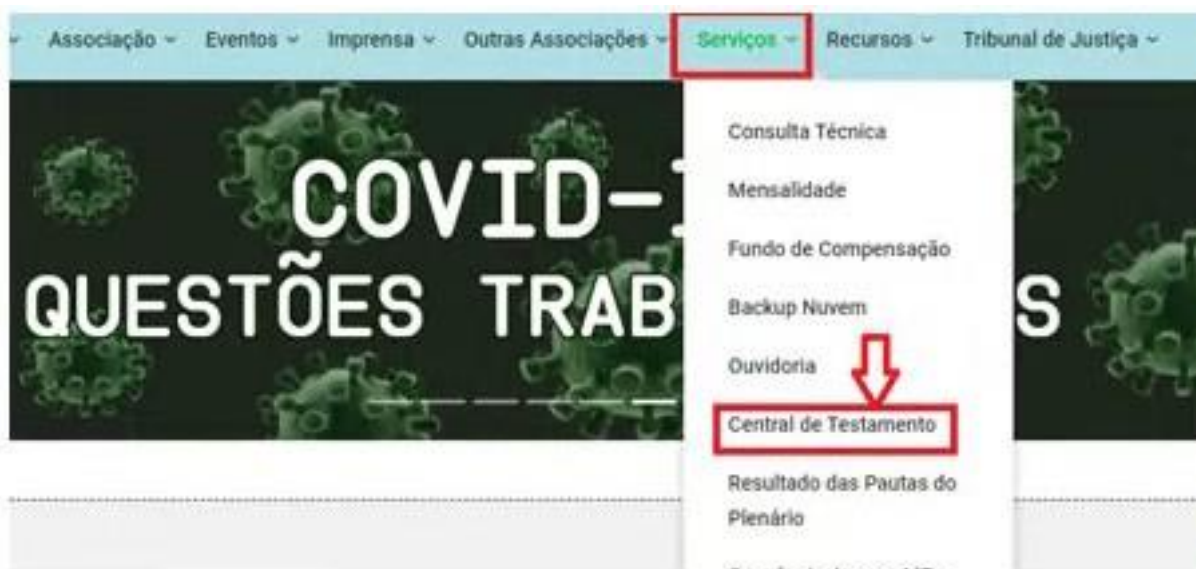 Associação Eventos Imprensa Outras Associações Serviços Recursos Tribunal de Justiça
COVID-
QUESTÕES TRAB S
Consulta Técnica
Mensalidade
Fundo de Compensação
Backup Nuvem
Ouvidoria
Central de Testamento
Resultado das Pautas do
Plenário